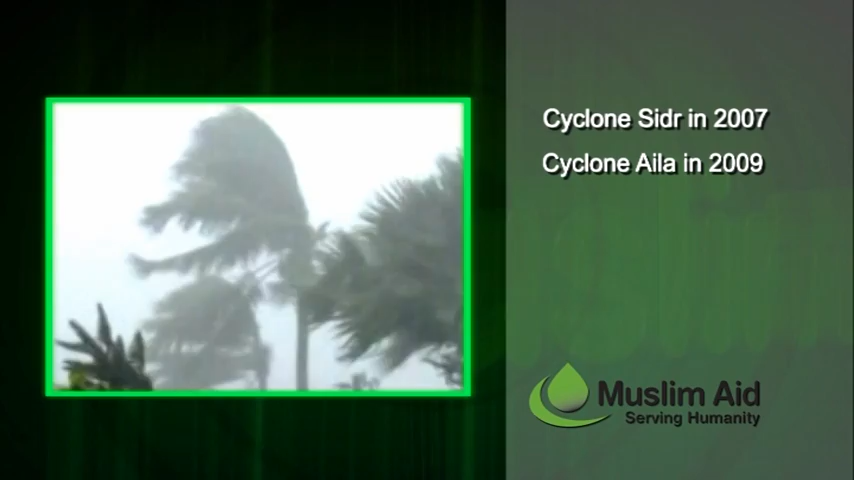 Cyclone Sidr in 2007
Cyclone Aila in 2009
Muslim Aid
Serving Humanity